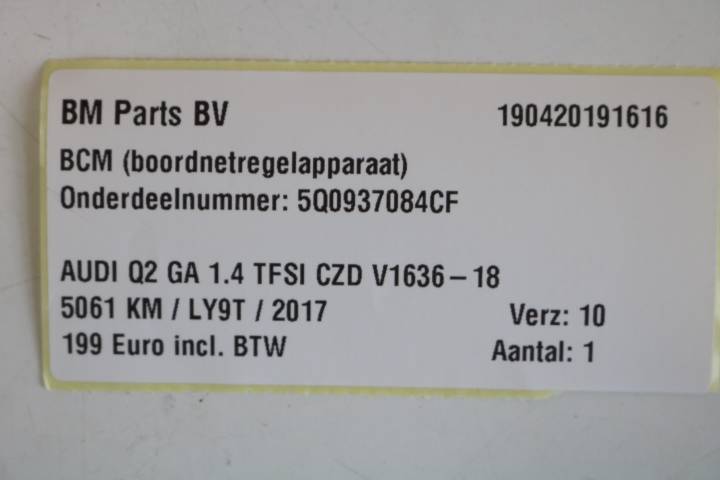 BM Parts BV 190420191616
BCM (boordnetregelapparaat)
Onderdeelnummer: 5Q0937084CF
AUDI Q2 GA 1.4 TFSI CZD V1636-18
5061 KM / LY9T / 2017 Verz: 10
199 Euro incl. BTW Aantal: 1